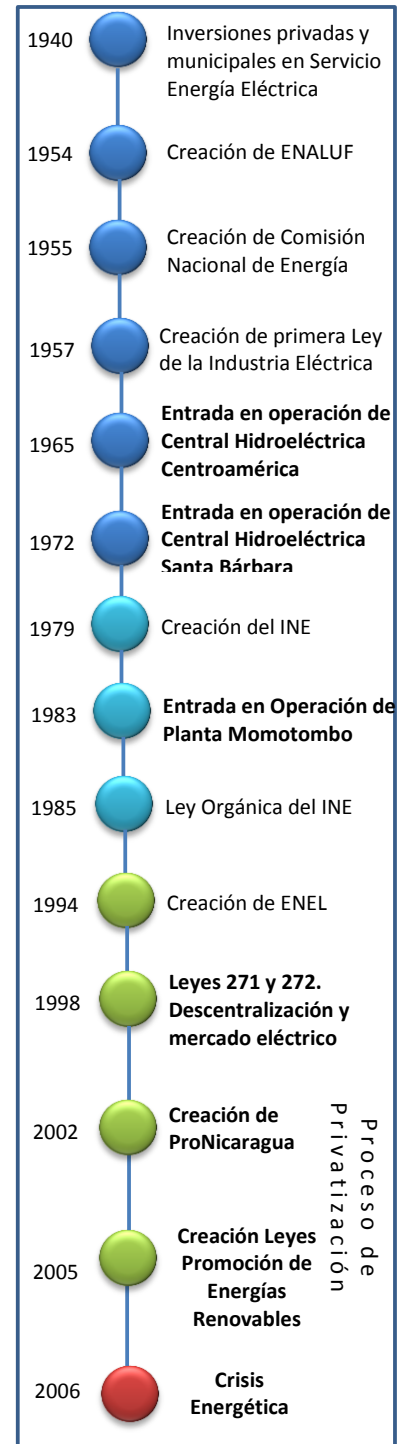 1940
Inversiones privadas y
municipales en Servicio
Energía Eléctrica
1954
Creación de ENALUF
1955
Creación de Comisión
Nacional de Energía
1957
Creación de primera Ley
de la Industria Eléctrica
1965
Entrada en operación de
Central Hidroeléctrica
Centroamérica
1972
Entrada en operación de
Central Hidroeléctrica
Santa Bárbara
1979
Creación del INE
1983
Entrada en Operación de
Planta Momotombo
1985
Ley Orgánica del INE
1994
Creación de ENEL
1998
Leyes 271 y 272.
Descentralización y
mercado eléctrico
2002
Creación de
ProNicaragua
2005
Creación Leyes
Promoción de
Energías
Renovables
Proceso de
Privatización
2006
Crisis
Energética